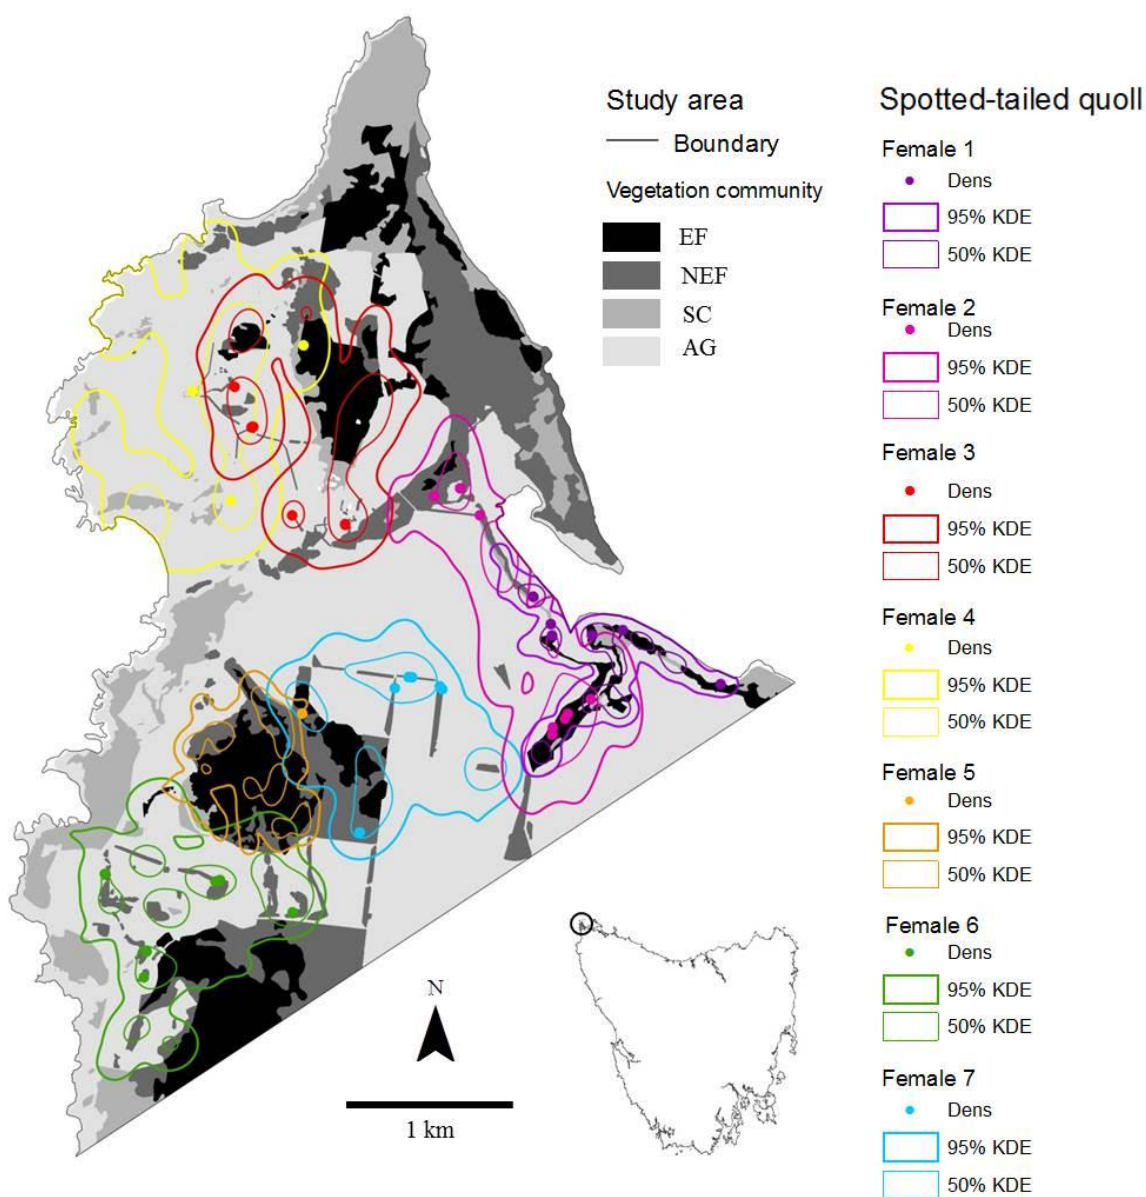 Study area
Boundary
Vegetation community
EF
NEF
SC
AG
Spotted-tailed quoll
Female 1
Dens
95% KDE
50% KDE
Female 2
Dens
95% KDE
50% KDE
Female 3
Dens
95% KDE
50% KDE
Female 4
Dens
95% KDE
50% KDE
Female 5
Dens
95% KDE
50% KDE
Female 6
Dens
95% KDE
50% KDE
Female 7
Dens
95% KDE
50% KDE
N
1 km